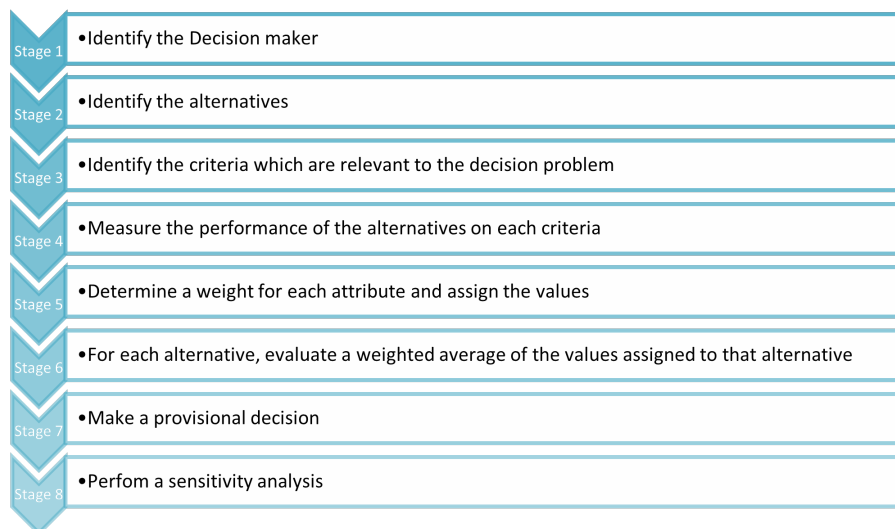 Stage 1
•Identify the Decision maker
Stage 2
•Identify the alternatives
Stage 3
•Identify the criteria which are relevant to the decision problem
Stage 4
•Measure the performance of the alternatives on each criteria
Stage 5
•Determine a weight for each attribute and assign the values
Stage 6
•For each alternative, evaluate a weighted average of the values assigned to that alternative
Stage 7
•Make a provisional decision
Stage 8
•Perfom a sensitivity analysis